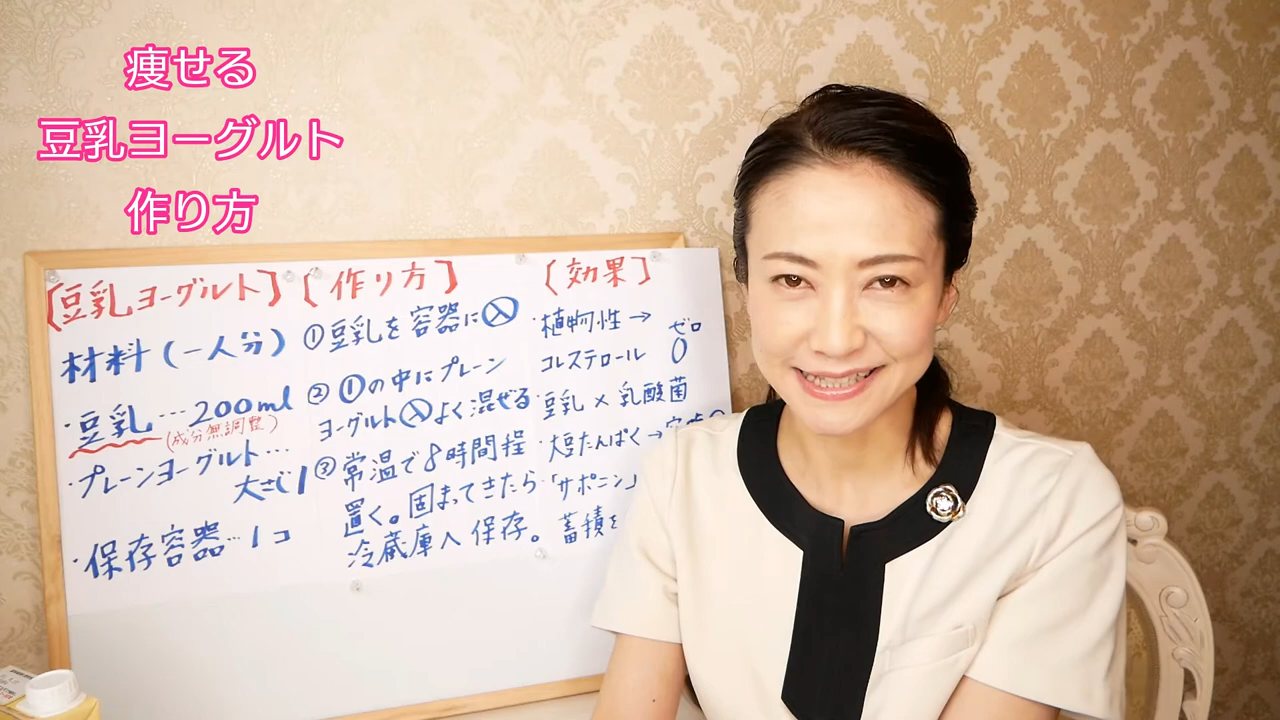 痩せる
豆乳ヨーグルト
作り方
【豆乳ヨーグルト】
材料(一人分)
・豆乳…200ml
(成分無調整)
・プレーンヨーグルト…
大さじ1
・保存容器…1コ
【作り方】
①豆乳を容器に入
②①の中にプレーン
ヨーグルト入よく混ぜる
③常温で8時間程
置く。固まってきたら
冷蔵庫へ保存。
【効果】
・植物性→
コレステロール ゼロ
0
・豆乳×乳酸菌
・大豆たんぱく→
・「サポニン」
蓄積を